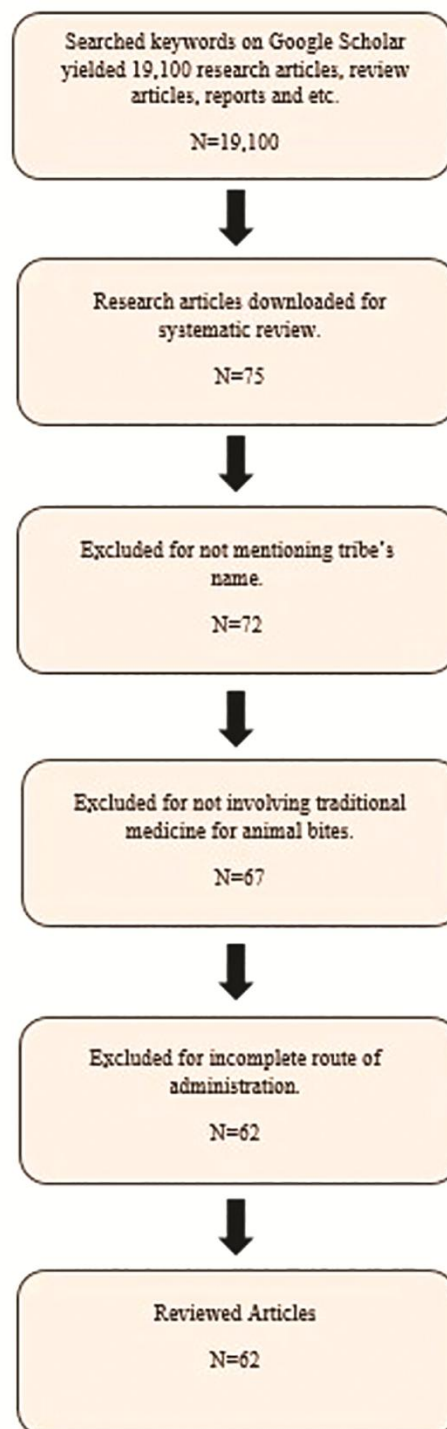 Searched keywords on Google Scholar
yielded 19,100 research articles, review
articles, reports and etc.
N=19,100
Research articles downloaded for
systematic review.
N=75
Excluded for not mentioning tribe's
name.
N=72
Excluded for not involving traditional
medicine for animal bites.
N=67
Excluded for incomplete route of
administration.
N=62
Reviewed Articles
N=62